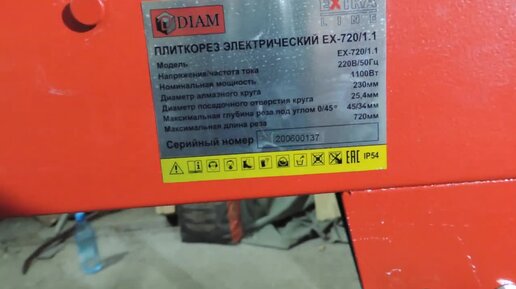 DIAM
EXTRA
LINE
ПЛИТКОРЕЗ ЭЛЕКТРИЧЕСКИЙ EX-720/1.1
Модель EX-720/1.1
Напряжение/частота тока 220В/50Гц
Номинальная мощность 1100Вт
Диаметр алмазного круга 230мм
Диаметр посадочного отверстия круга 25,4мм
Максимальная глубина реза под углом 0/45° 45/34мм
Максимальная длина реза 720мм
Серийный номер 200600137
EAC IP54